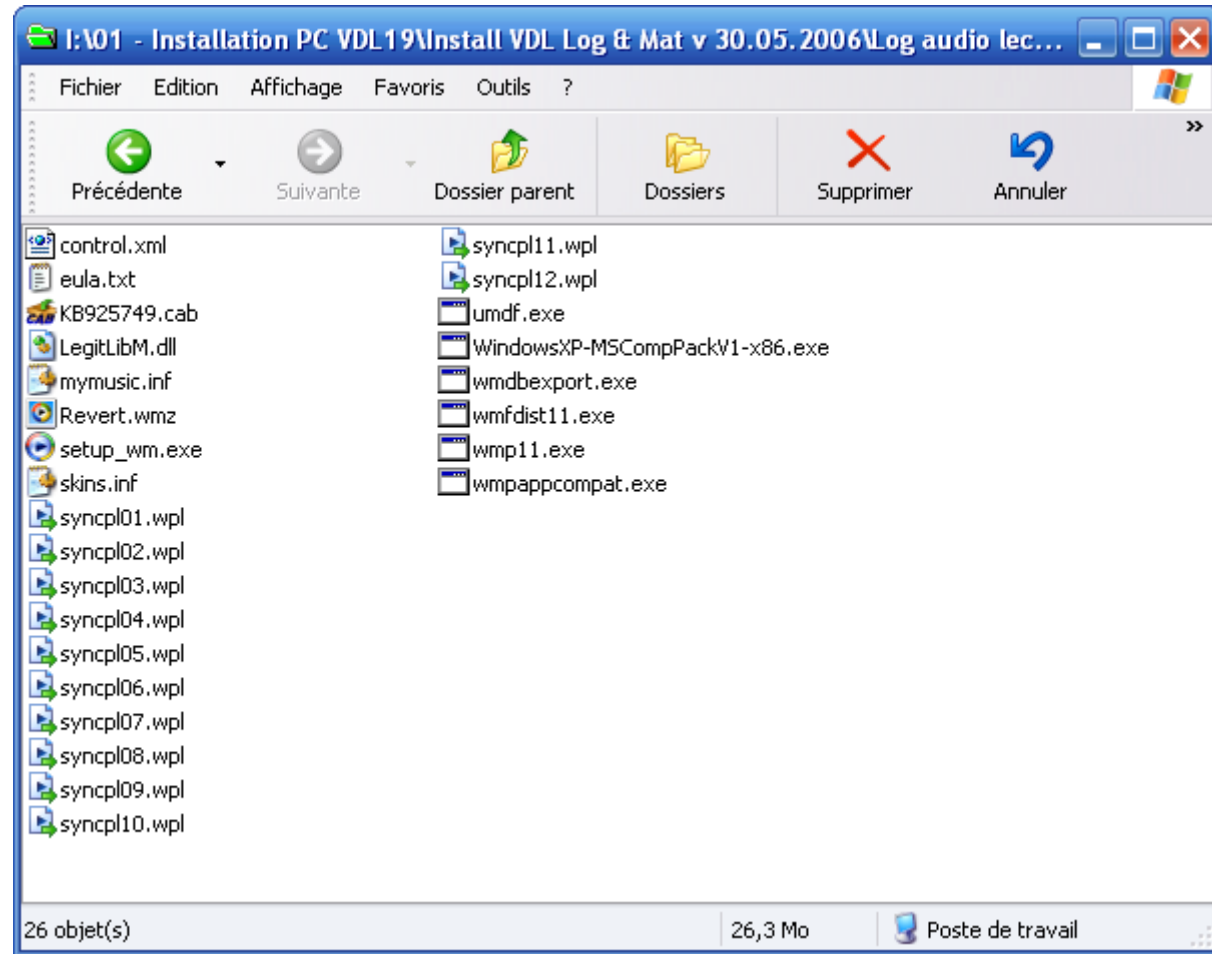 I:\01 - Installation PC VDL19\Install VDL Log & Mat v 30.05.2006\Log audio lec...
Fichier Edition Affichage Favoris Outils ?
Précédente Suivante Dossier parent Dossiers Supprimer Annuler
control.xml
eula.txt
KB925749.cab
LegitLibM.dll
mymusic.inf
Revert.wmz
setup_wm.exe
skins.inf
syncpl01.wpl
syncpl02.wpl
syncpl03.wpl
syncpl04.wpl
syncpl05.wpl
syncpl06.wpl
syncpl07.wpl
syncpl08.wpl
syncpl09.wpl
syncpl10.wpl
syncpl11.wpl
syncpl12.wpl
umdf.exe
WindowsXP-MSCompPackV1-x86.exe
wmdbexport.exe
wmfdist11.exe
wmp11.exe
wmpappcompat.exe
26 objet(s) 26,3 Mo Poste de travail